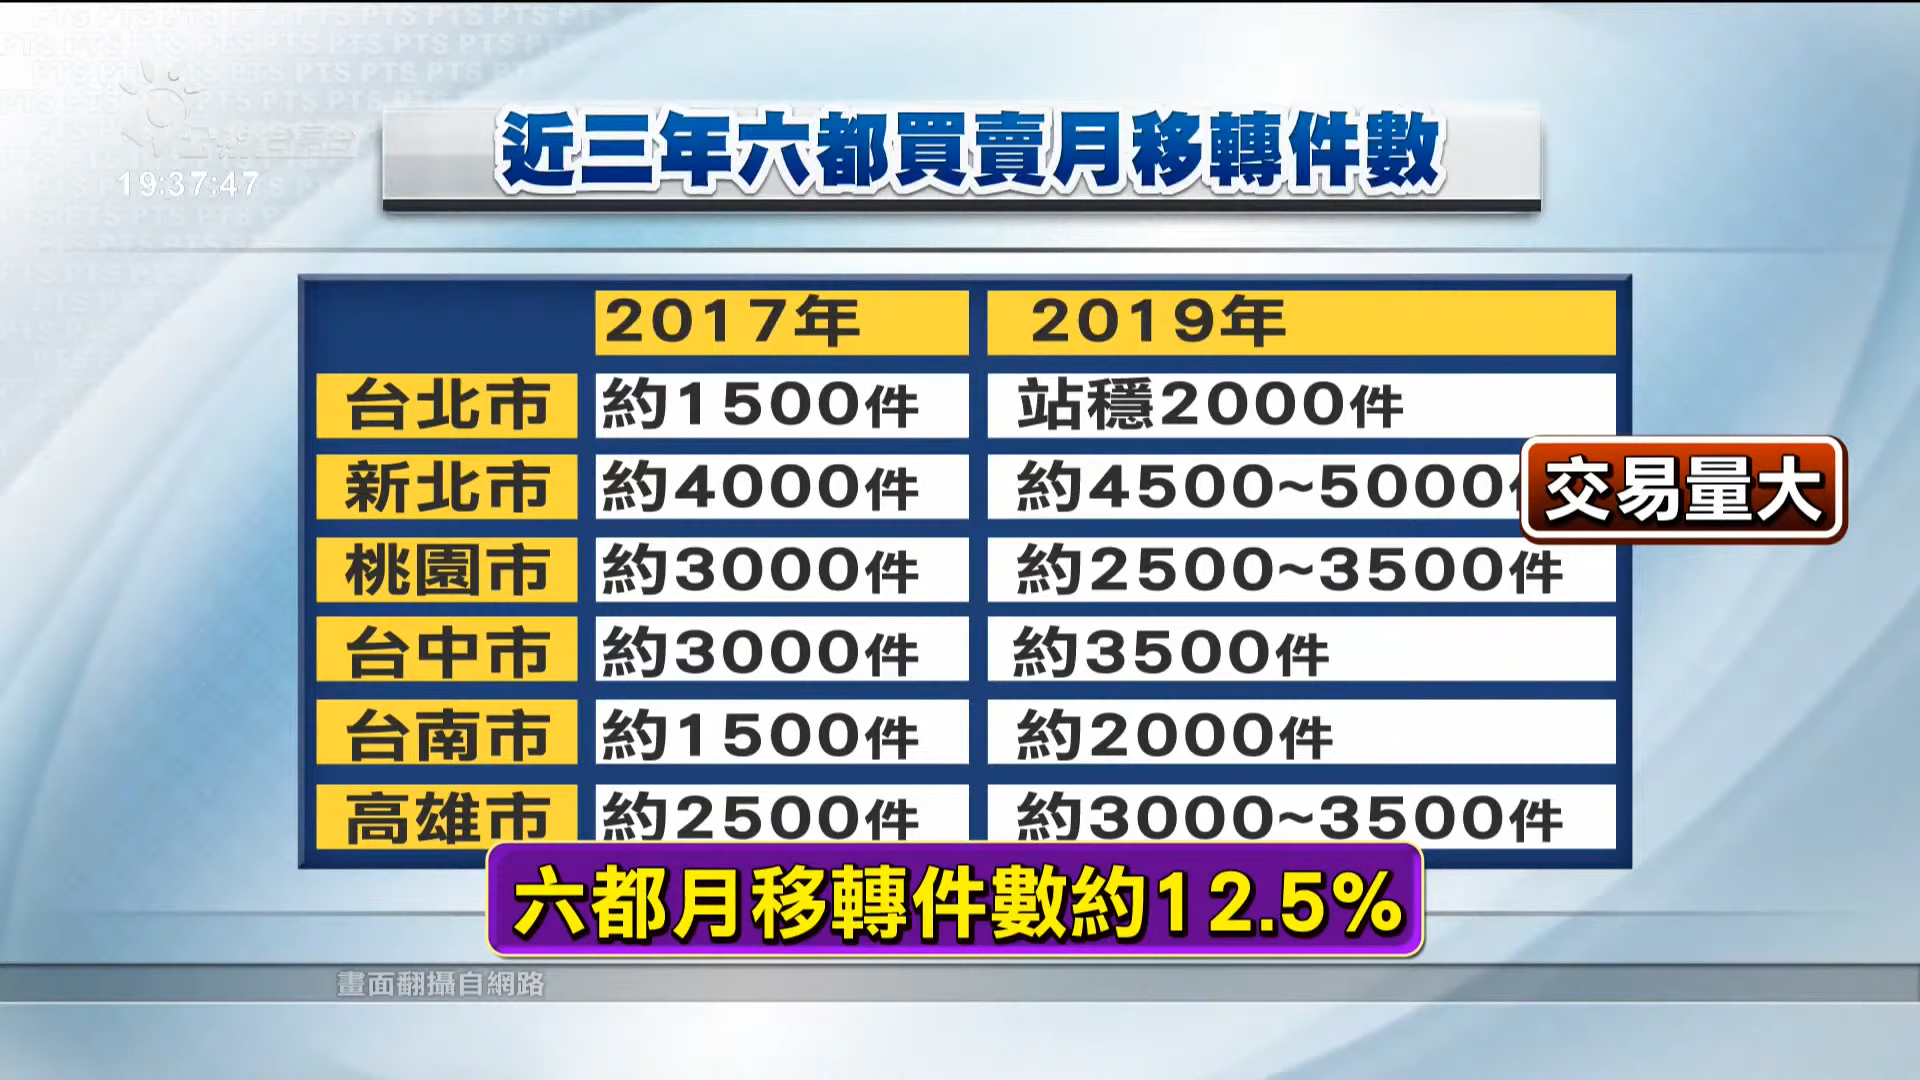 近三年六都買賣月移轉件數
19:37:47
2017年 2019年
台北市 約1500件 站穩2000件
新北市 約4000件 約4500~5000
交易量大
桃園市 約3000件 約2500~3500件
台中市 約3000件 約3500件
台南市 約1500件 約2000件
高雄市 約2500件 約3000~3500件
六都月移轉件數約12.5%
畫面翻攝自網路